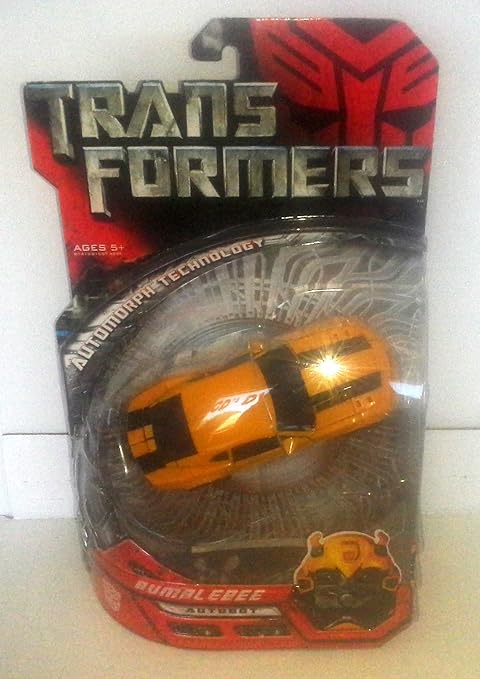 TRANS
FORMERS
AGES 5+
AUTOMORPH TECHNOLOGY
BUMBLEBEE
AUTOBOT